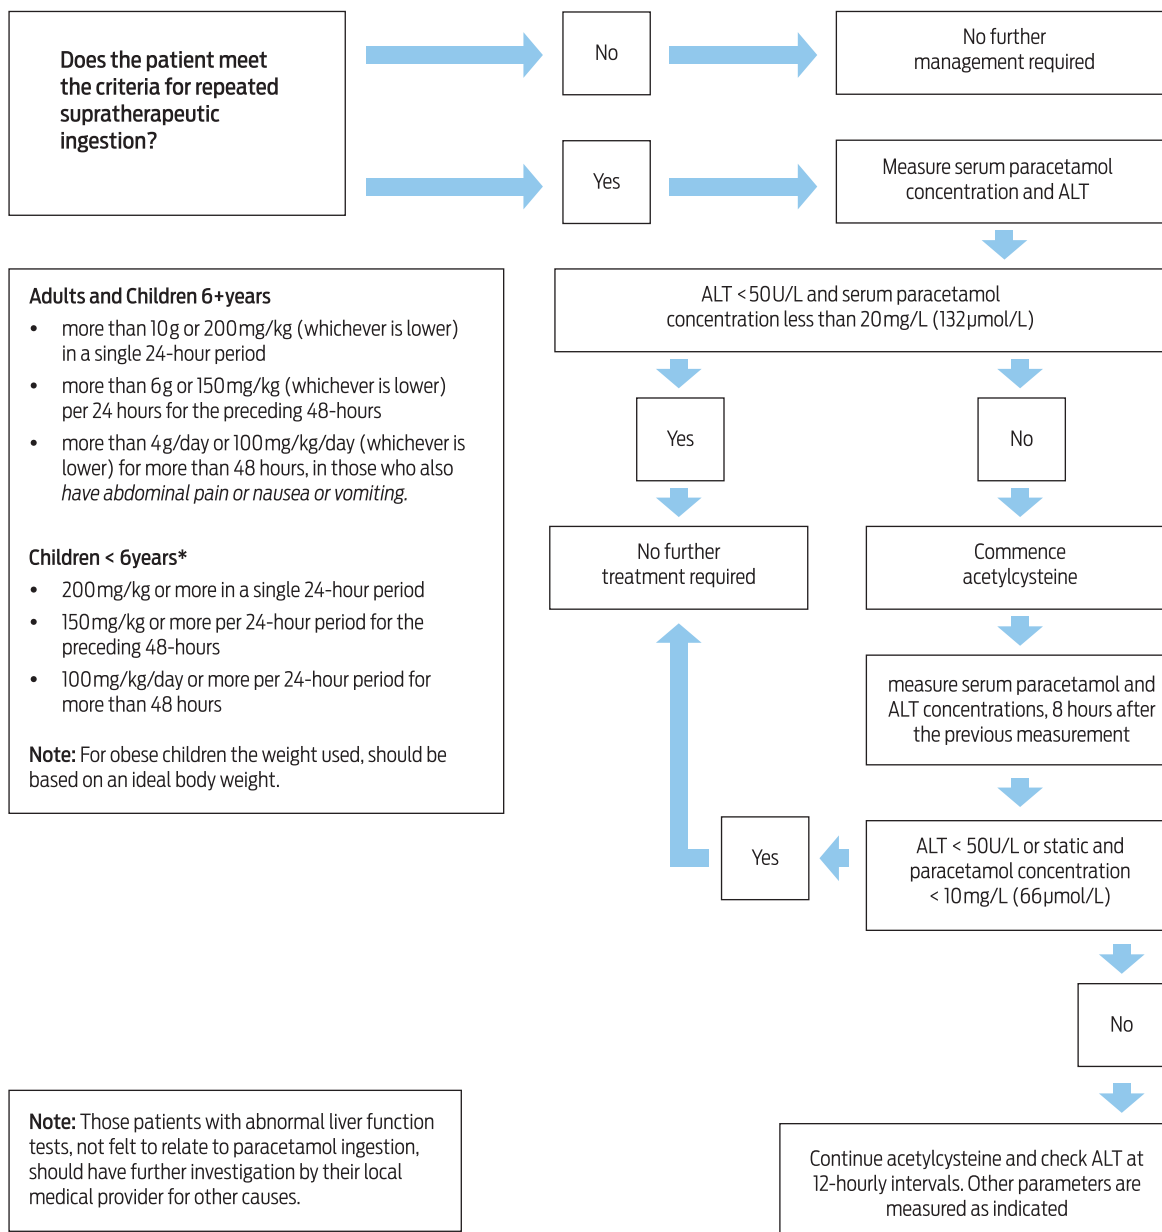 Does the patient meet
the criteria for repeated
supratherapeutic
ingestion?
No
No further
management required
Yes
Measure serum paracetamol
concentration and ALT
Adults and Children 6+years
• more than 10g or 200mg/kg (whichever is lower)
in a single 24-hour period
• more than 6g or 150mg/kg (whichever is lower)
per 24 hours for the preceding 48-hours
• more than 4g/day or 100mg/kg/day (whichever is
lower) for more than 48 hours, in those who also
have abdominal pain or nausea or vomiting.
Children < 6years*
• 200mg/kg or more in a single 24-hour period
• 150mg/kg or more per 24-hour period for the
preceding 48-hours
• 100mg/kg/day or more per 24-hour period for
more than 48 hours
Note: For obese children the weight used, should be
based on an ideal body weight.
ALT <50U/L and serum paracetamol
concentration less than 20mg/L (132µmol/L)
Yes
No
No further
treatment required
Commence
acetylcysteine
measure serum paracetamol and
ALT concentrations, 8 hours after
the previous measurement
ALT < 50U/L or static and
paracetamol concentration
< 10mg/L (66µmol/L)
Yes
No
Continue acetylcysteine and check ALT at
12-hourly intervals. Other parameters are
measured as indicated
Note: Those patients with abnormal liver function
tests, not felt to relate to paracetamol ingestion,
should have further investigation by their local
medical provider for other causes.